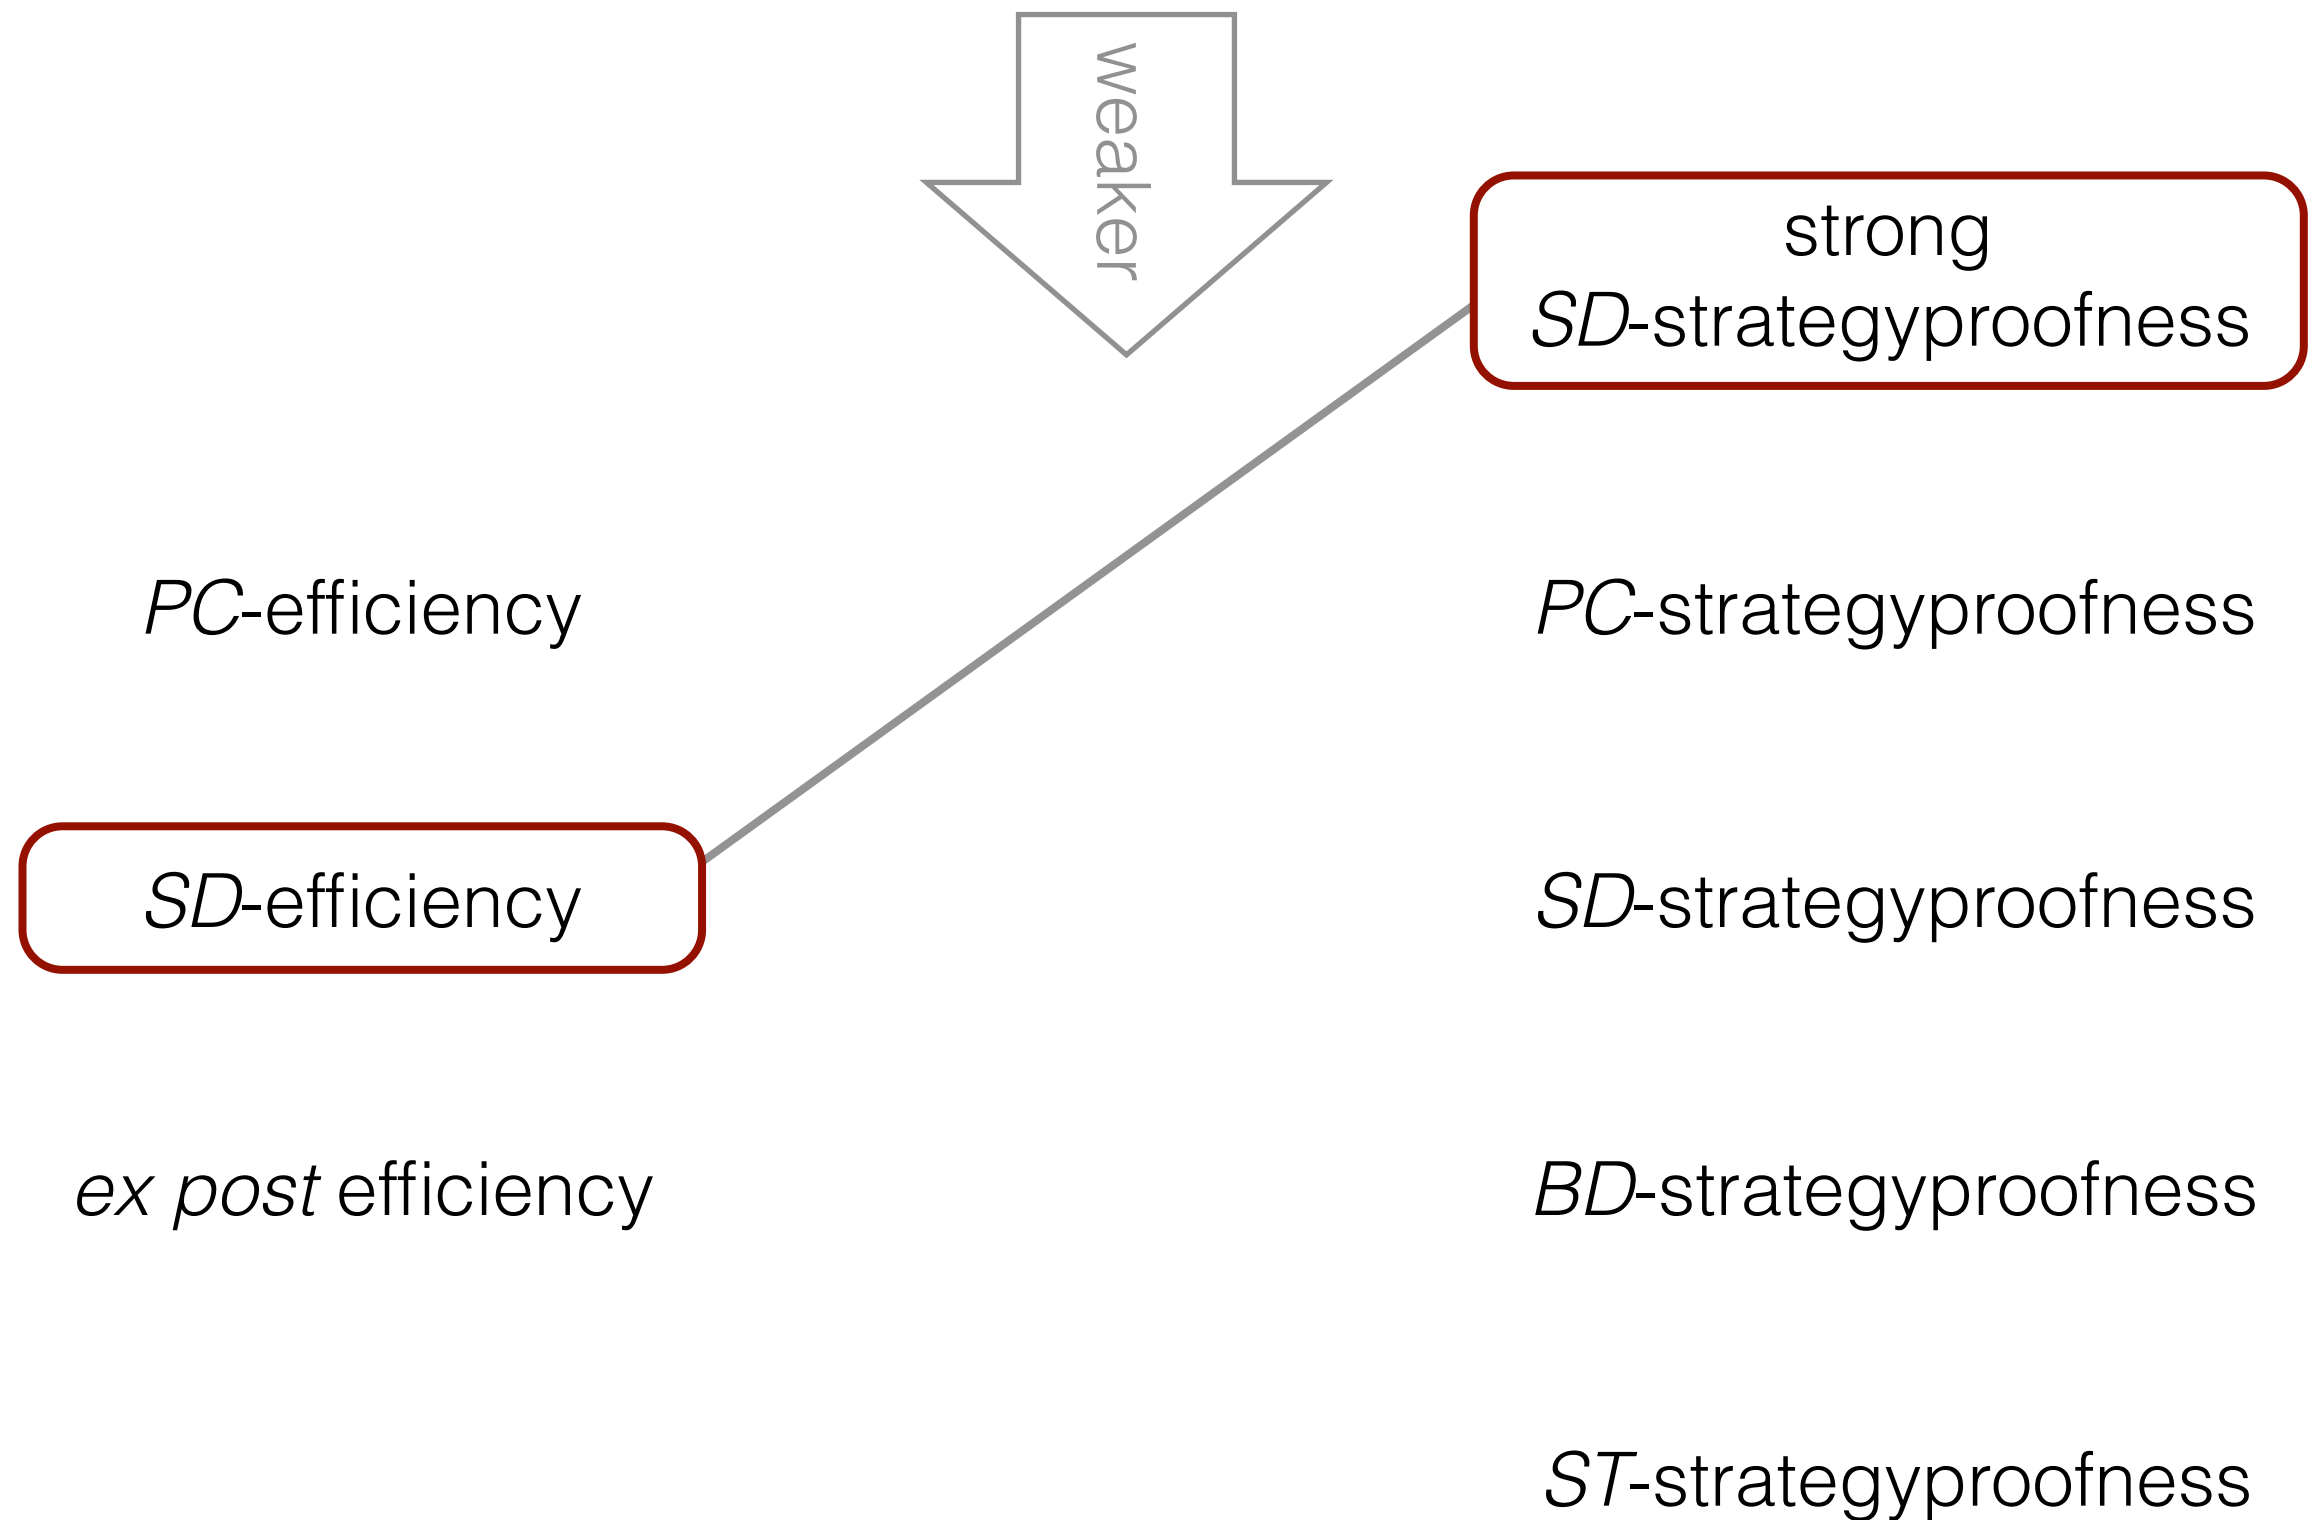 weaker
strong
SD-strategyproofness
PC-efficiency
PC-strategyproofness
SD-efficiency
SD-strategyproofness
ex post efficiency
BD-strategyproofness
ST-strategyproofness